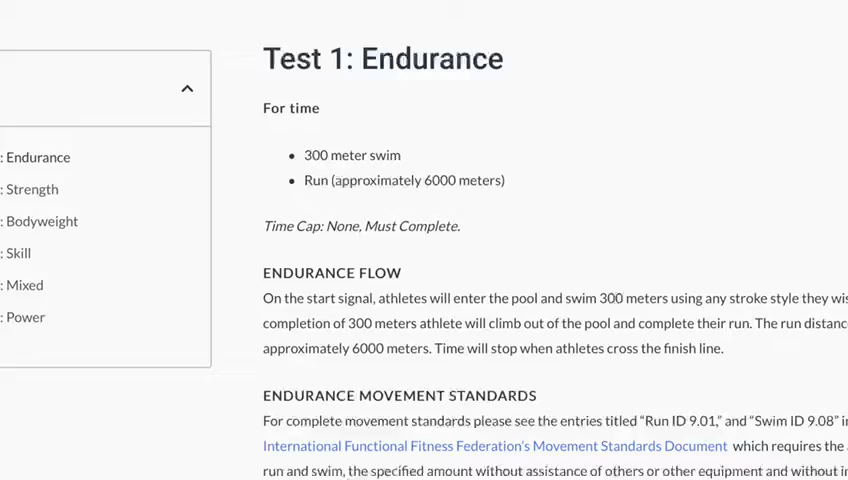 Test 1: Endurance
For time
• 300 meter swim
• Run (approximately 6000 meters)
Time Cap: None, Must Complete.
: Endurance
: Strength
: Bodyweight
: Skill
: Mixed
: Power
ENDURANCE FLOW
On the start signal, athletes will enter the pool and swim 300 meters using any stroke style they
completion of 300 meters athlete will climb out of the pool and complete their run. The run
approximately 6000 meters. Time will stop when athletes cross the finish line.
ENDURANCE MOVEMENT STANDARDS
For complete movement standards please see the entries titled “Run ID 9.01,” and “Swim ID 9.08”
International Functional Fitness Federation’s Movement Standards Document which requires the
run and swim, the specified amount without assistance of others or other equipment and without